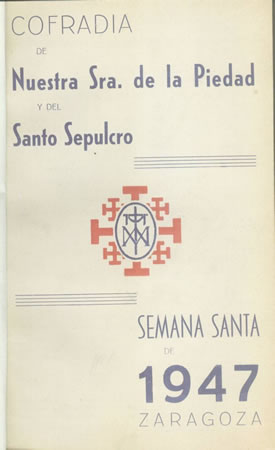 COFRADIA
DE
Nuestra Sra. de la Piedad
Y DEL
Santo Sepulcro
SEMANA SANTA
DE
1947
ZARAGOZA